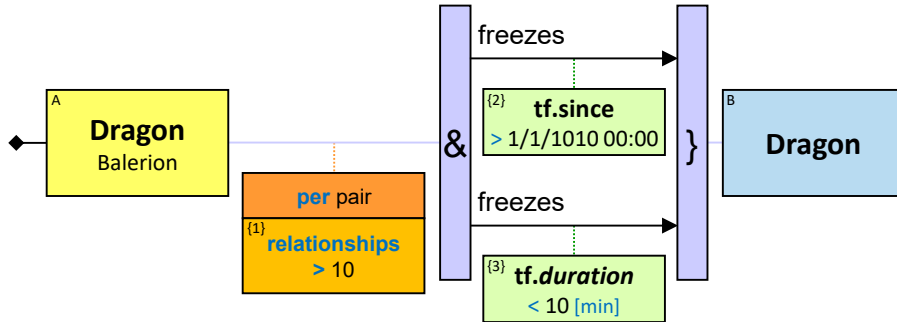 A
Dragon
Balerion
per pair
{1}
relationships
> 10
&
freezes
{2}
tf.since
> 1/1/1010 00:00
freezes
{3}
tf.duration
< 10 [min]
}
B
Dragon